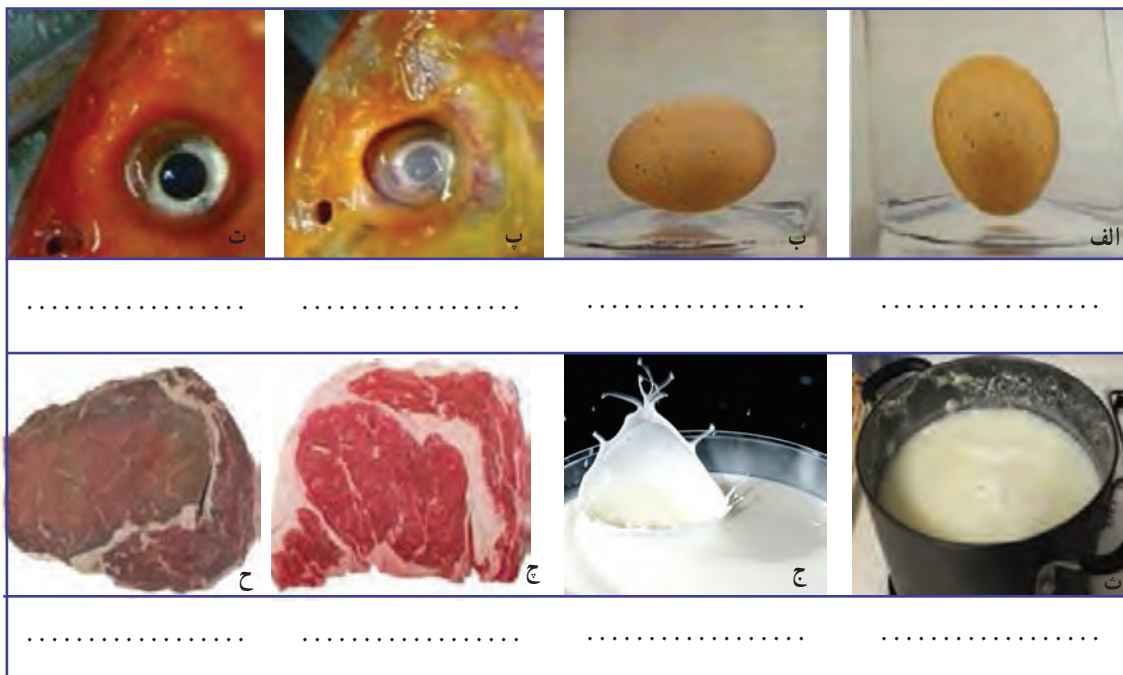 الف ب پ ت
. . . . . . . . . . . . . . . . . . . . . . . . . . . . . . . . . . . . . . . . . . . . . . . . . . . . . . . . . . . . . . . . . . . .
ث ج چ ح
. . . . . . . . . . . . . . . . . . . . . . . . . . . . . . . . . . . . . . . . . . . . . . . . . . . . . . . . . . . . . . . . . . . .